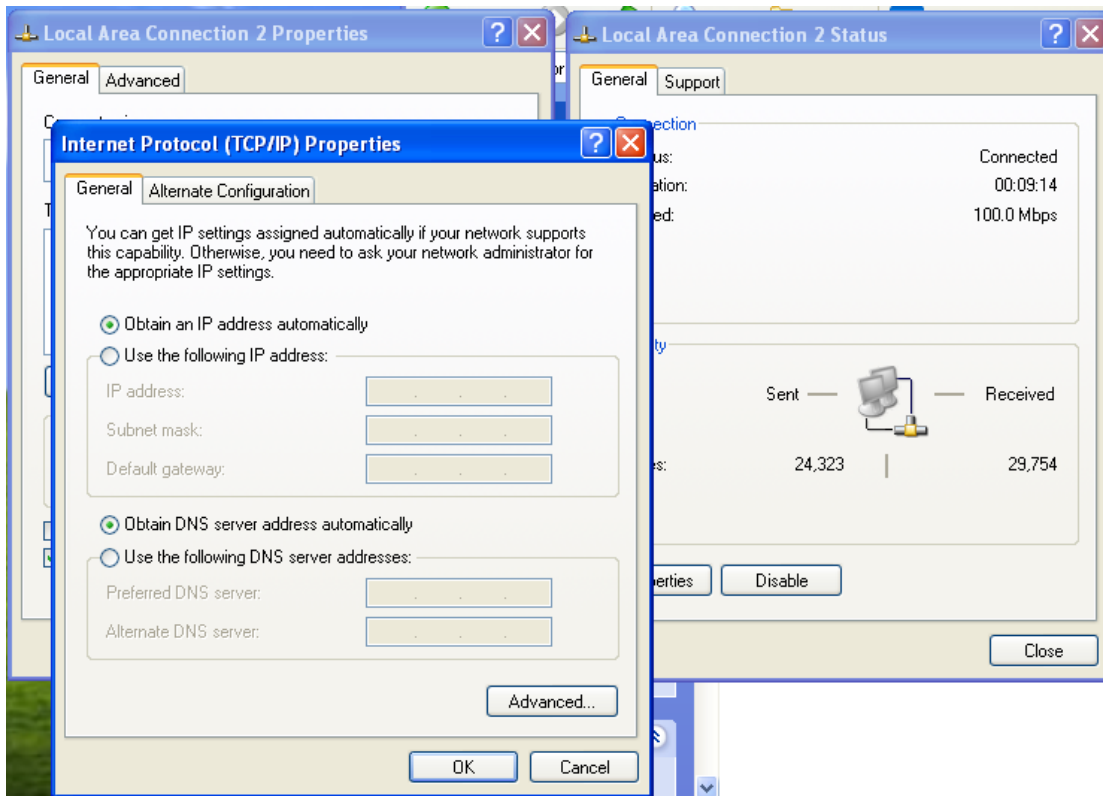 Local Area Connection 2 Properties
General
Advanced
Internet Protocol (TCP/IP) Properties
General
Alternate Configuration
You can get IP settings assigned automatically if your network supports
this capability. Otherwise, you need to ask your network administrator for
the appropriate IP settings.
Obtain an IP address automatically
Use the following IP address:
IP address:
Subnet mask:
Default gateway:
Obtain DNS server address automatically
Use the following DNS server addresses:
Preferred DNS server:
Alternate DNS server:
Advanced...
OK
Cancel
Local Area Connection 2 Status
General
Support
Connected
00:09:14
100.0 Mbps
Sent
Received
24,323
29,754
Disable
Close